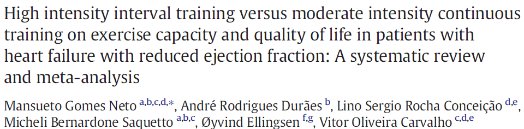 High intensity interval training versus moderate intensity continuous
training on exercise capacity and quality of life in patients with
heart failure with reduced ejection fraction: A systematic review
and meta-analysis
Mansueto Gomes Neto a,b,c,d,*, André Rodrigues Durães b, Lino Sergio Rocha Conceição d,e,
Micheli Bernardone Saquetto a,b,c, Øyvind Ellingsen f,g, Vitor Oliveira Carvalho c,d,e